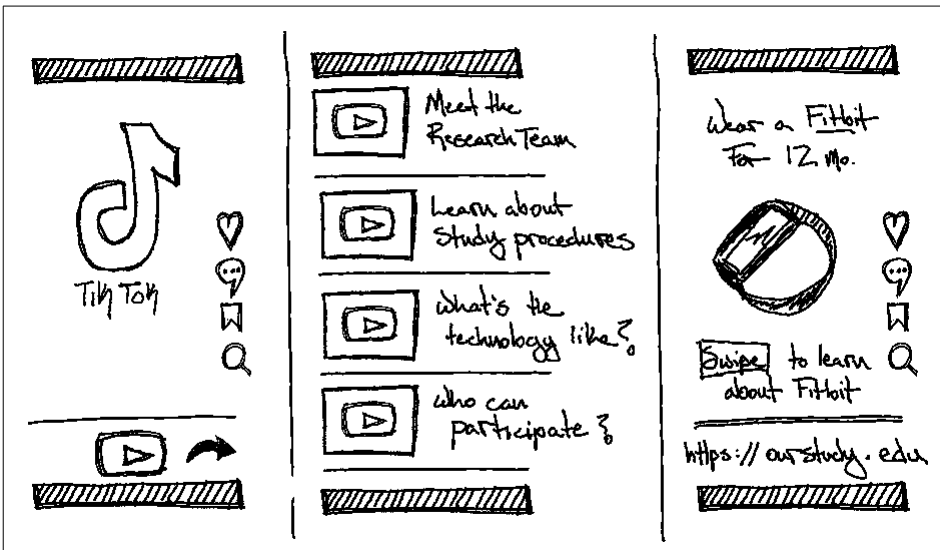 TikTok
Meet the
Research Team
Learn about
Study procedures
What's the
technology like?
Who can
participate?
Wear a Fitbit
For 12 mo.
Swipe to learn
about Fitbit
https://ourstudy.edu